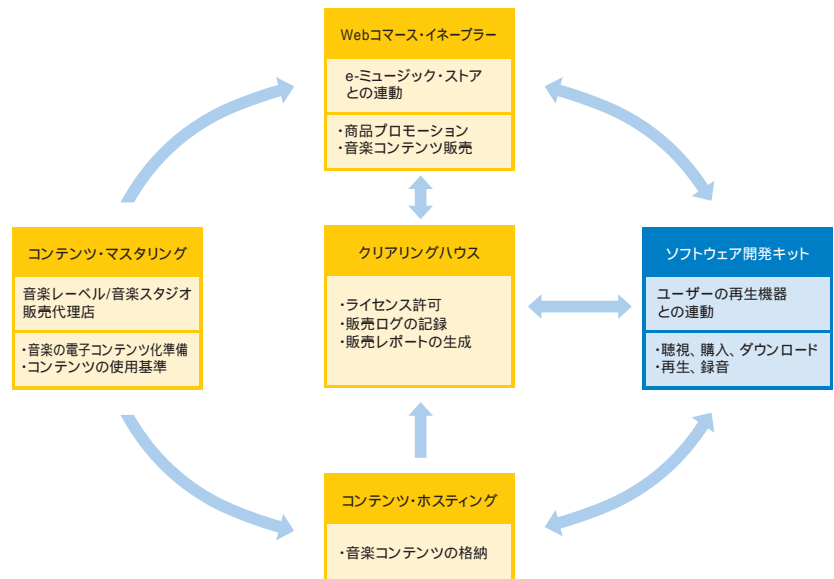 Webコマース・イネーブラー
e-ミュージック・ストア
との連動
・商品プロモーション
・音楽コンテンツ販売
コンテンツ・マスタリング
音楽レーベル/音楽スタジオ
販売代理店
・音楽の電子コンテンツ化準備
・コンテンツの使用基準
クリアリングハウス
・ライセンス許可
・販売ログの記録
・販売レポートの生成
ソフトウェア開発キット
ユーザーの再生機器
との連動
・聴視、購入、ダウンロード
・再生、録音
コンテンツ・ホスティング
・音楽コンテンツの格納